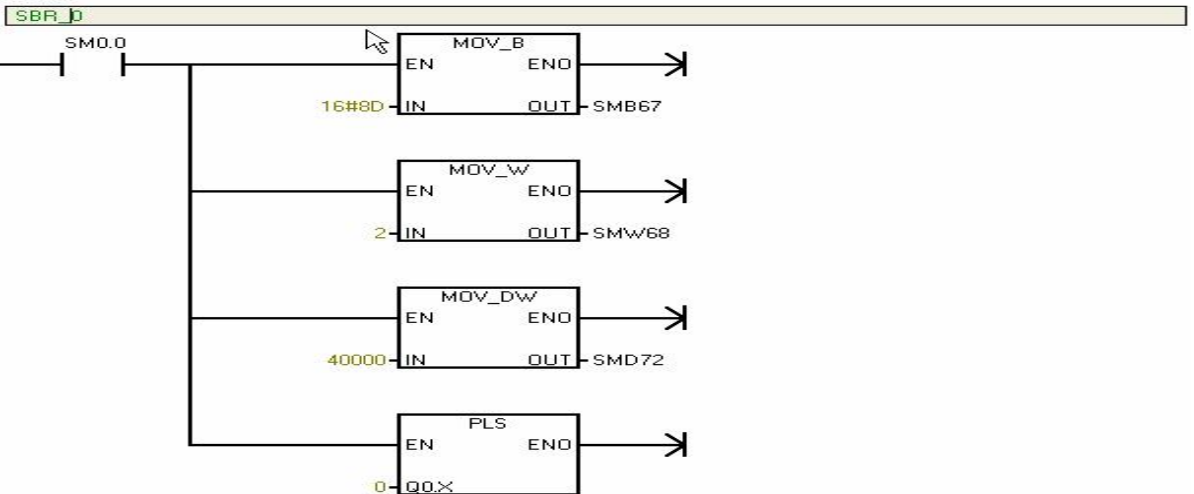 SBR_0
SM0.0
MOV_B
EN ENO
16#8D IN OUT SMB67
MOV_W
EN ENO
2 IN OUT SMW68
MOV_DW
EN ENO
40000 IN OUT SMD72
PLS
EN ENO
0 Q0.X